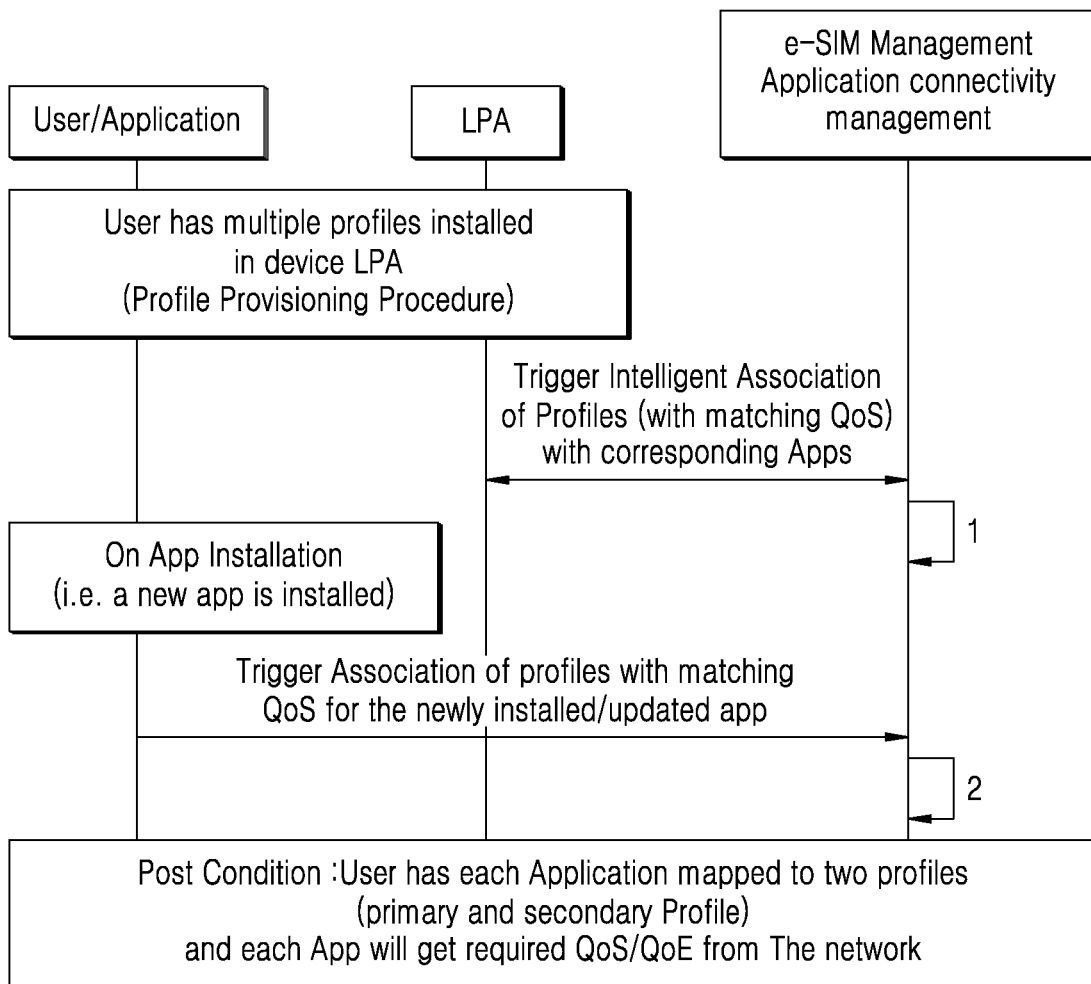 e-SIM Management
Application connectivity
management
User/Application
LPA
User has multiple profiles installed
in device LPA
(Profile Provisioning Procedure)
Trigger Intelligent Association
of Profiles (with matching QoS)
with corresponding Apps
1
On App Installation
(i.e. a new app is installed)
Trigger Association of profiles with matching
QoS for the newly installed/updated app
2
Post Condition :User has each Application mapped to two profiles
(primary and secondary Profile)
and each App will get required QoS/QoE from The network